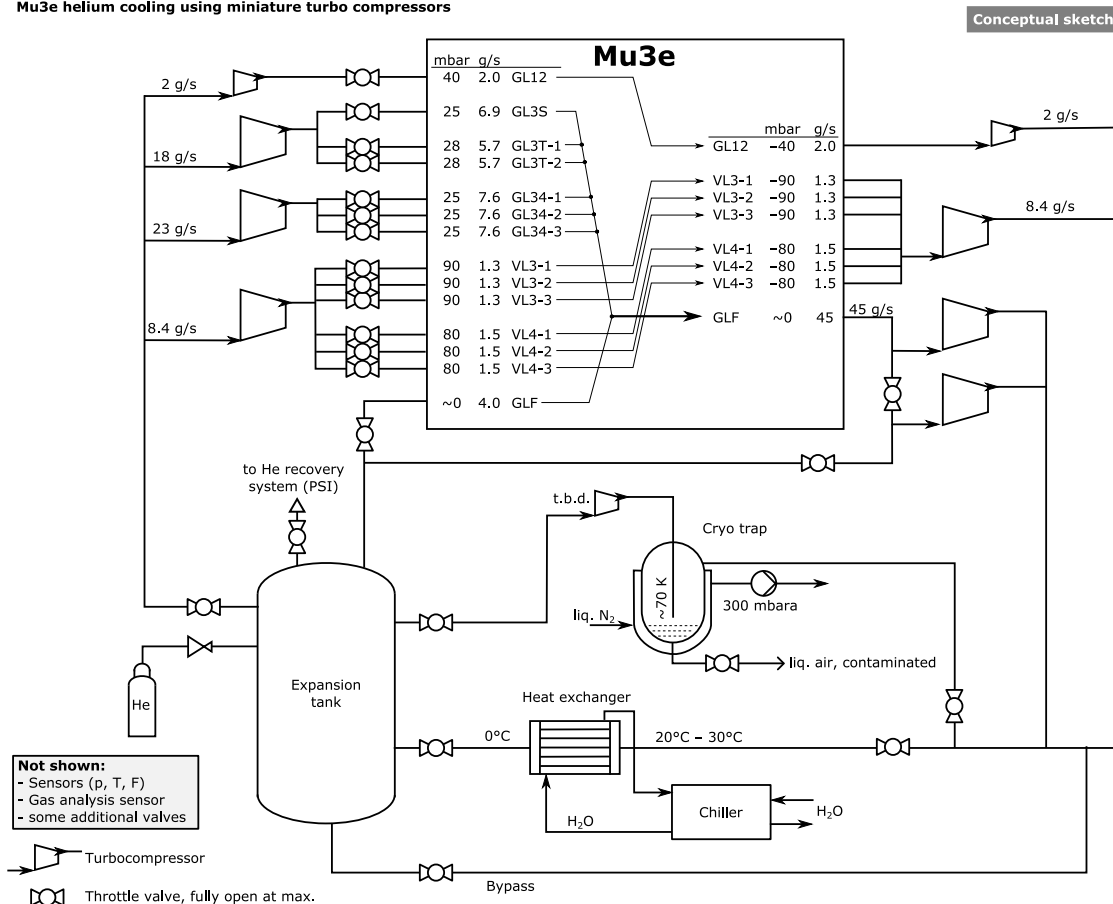 Mu3e helium cooling using miniature turbo compressors
Conceptual sketch
Mu3e
mbar g/s
40 2.0 GL12
25 6.9 GL3S
28 5.7 GL3T-1
28 5.7 GL3T-2
25 7.6 GL34-1
25 7.6 GL34-2
25 7.6 GL34-3
90 1.3 VL3-1
90 1.3 VL3-2
90 1.3 VL3-3
80 1.5 VL4-1
80 1.5 VL4-2
80 1.5 VL4-3
~0 4.0 GLF
2 g/s
18 g/s
23 g/s
8.4 g/s
mbar g/s
GL12 −40 2.0
VL3-1 −90 1.3
VL3-2 −90 1.3
VL3-3 −90 1.3
VL4-1 −80 1.5
VL4-2 −80 1.5
VL4-3 −80 1.5
GLF ~0 45
2 g/s
8.4 g/s
45 g/s
to He recovery
system (PSI)
t.b.d.
Cryo trap
~70 K
liq. N₂
300 mbara
liq. air, contaminated
He
Expansion
tank
Heat exchanger
0°C
20°C – 30°C
Chiller
H₂O
H₂O
Bypass
Not shown:
- Sensors (p, T, F)
- Gas analysis sensor
- some additional valves
Turbocompressor
Throttle valve, fully open at max.